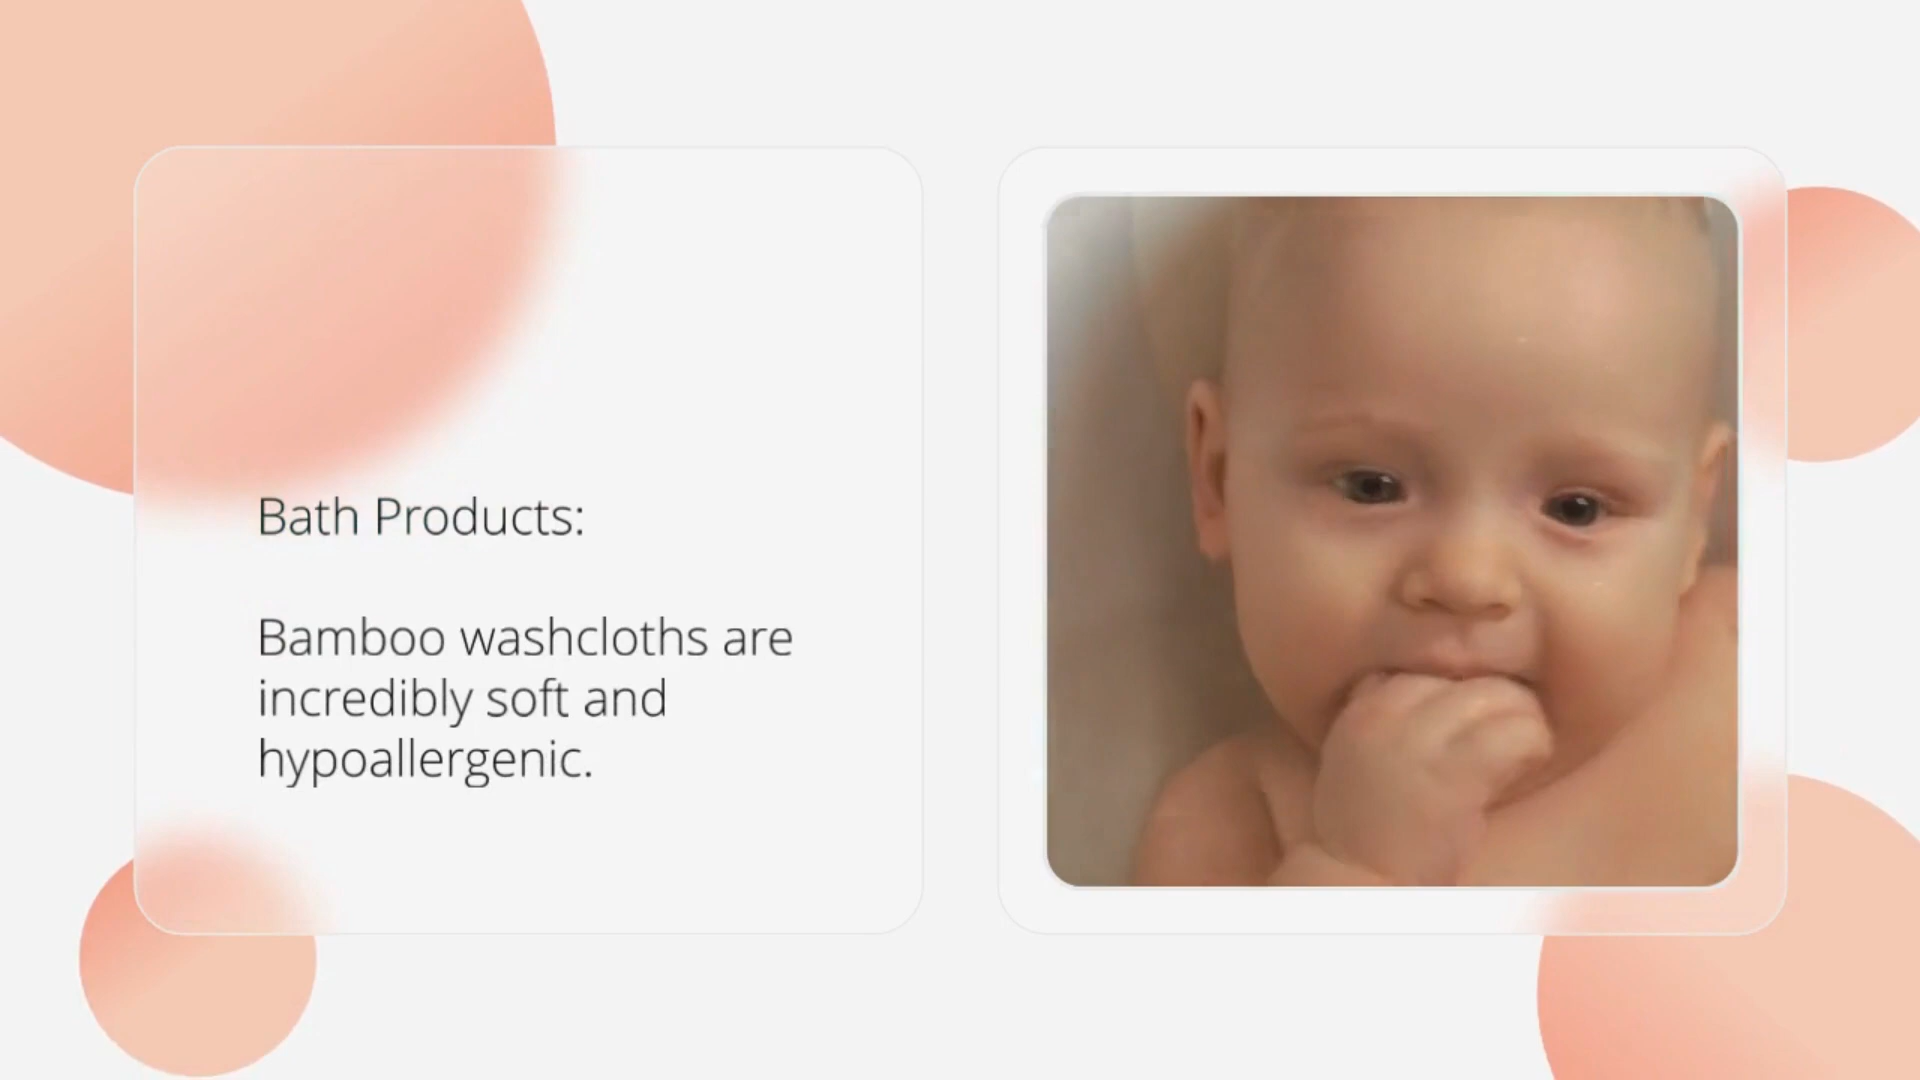 Bath Products:
Bamboo washcloths are
incredibly soft and
hypoallergenic.